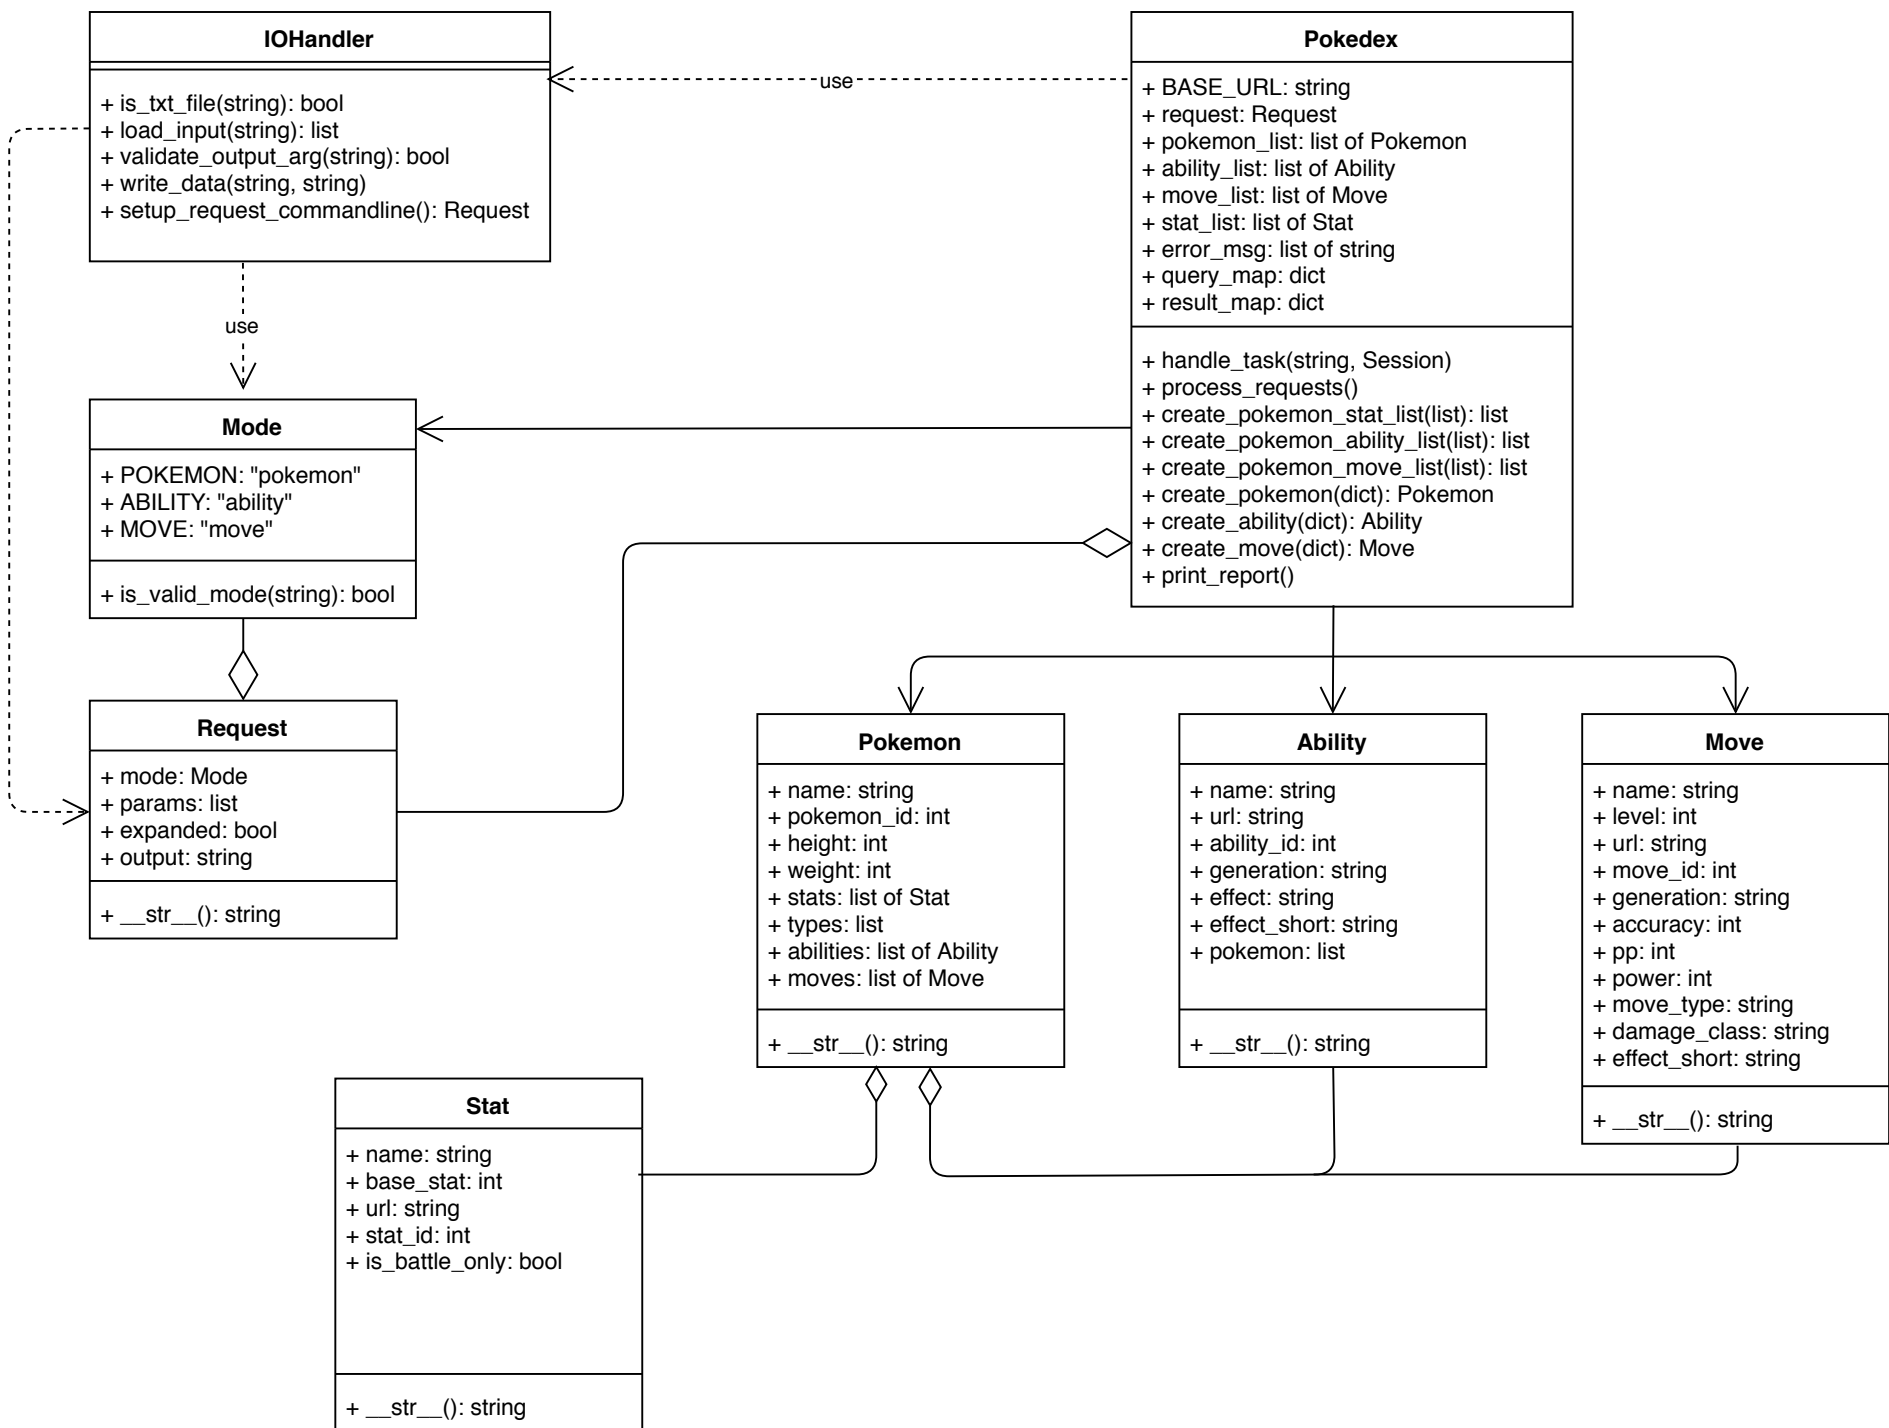 IOHandler
+ is_txt_file(string): bool
+ load_input(string): list
+ validate_output_arg(string): bool
+ write_data(string, string)
+ setup_request_commandline(): Request
use
Pokedex
+ BASE_URL: string
+ request: Request
+ pokemon_list: list of Pokemon
+ ability_list: list of Ability
+ move_list: list of Move
+ stat_list: list of Stat
+ error_msg: list of string
+ query_map: dict
+ result_map: dict
+ handle_task(string, Session)
+ process_requests()
+ create_pokemon_stat_list(list): list
+ create_pokemon_ability_list(list): list
+ create_pokemon_move_list(list): list
+ create_pokemon(dict): Pokemon
+ create_ability(dict): Ability
+ create_move(dict): Move
+ print_report()
use
Mode
+ POKEMON: "pokemon"
+ ABILITY: "ability"
+ MOVE: "move"
+ is_valid_mode(string): bool
Request
+ mode: Mode
+ params: list
+ expanded: bool
+ output: string
+ __str__(): string
Pokemon
+ name: string
+ pokemon_id: int
+ height: int
+ weight: int
+ stats: list of Stat
+ types: list
+ abilities: list of Ability
+ moves: list of Move
+ __str__(): string
Ability
+ name: string
+ url: string
+ ability_id: int
+ generation: string
+ effect: string
+ effect_short: string
+ pokemon: list
+ __str__(): string
Move
+ name: string
+ level: int
+ url: string
+ move_id: int
+ generation: string
+ accuracy: int
+ pp: int
+ power: int
+ move_type: string
+ damage_class: string
+ effect_short: string
+ __str__(): string
Stat
+ name: string
+ base_stat: int
+ url: string
+ stat_id: int
+ is_battle_only: bool
+ __str__(): string